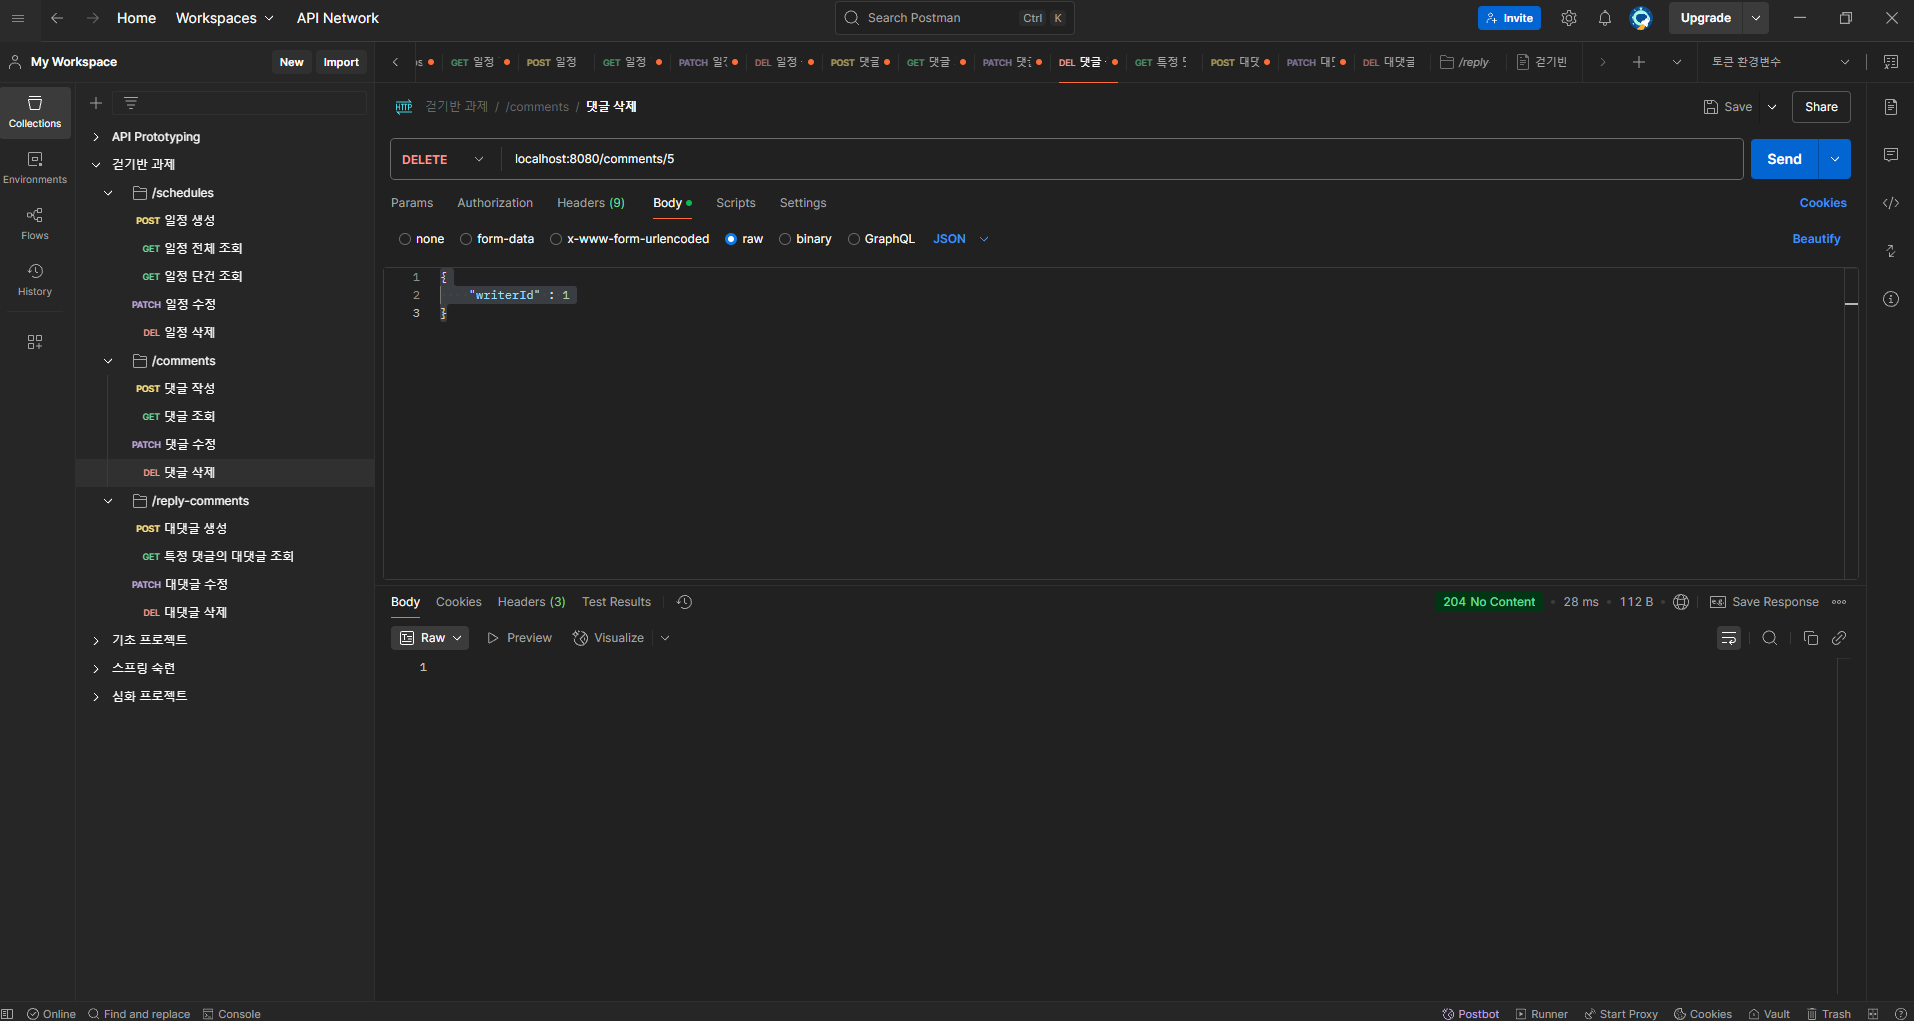 Home Workspaces API Network Search Postman Ctrl K Invite Upgrade
My Workspace New Import
GET 일정 POST 일정 GET 일정 PATCH DEL 일정 POST 댓글 GET 댓글 PATCH DEL 댓글 GET 특정 POST PATCH DEL 대댓글 /reply 걷기반 토큰 환경변수
Collections
Environments
Flows
History
API Prototyping
걷기반 과제
/schedules
POST 일정 생성
GET 일정 전체 조회
GET 일정 단건 조회
PATCH 일정 수정
DEL 일정 삭제
/comments
POST 댓글 작성
GET 댓글 조회
PATCH 댓글 수정
DEL 댓글 삭제
/reply-comments
POST 대댓글 생성
GET 특정 댓글의 대댓글 조회
PATCH 대댓글 수정
DEL 대댓글 삭제
기초 프로젝트
스프링 숙련
심화 프로젝트
HTTP 걷기반 과제 / /comments / 댓글 삭제 Save Share
DELETE localhost:8080/comments/5 Send
Params Authorization Headers (9) Body Scripts Settings Cookies
none form-data x-www-form-urlencoded raw binary GraphQL JSON Beautify
1 {
2 "writerId" : 1
3 }
Body Cookies Headers (3) Test Results 204 No Content 28 ms 112 B Save Response
Raw Preview Visualize
1
Online Find and replace Console Postbot Runner Start Proxy Cookies Vault Trash